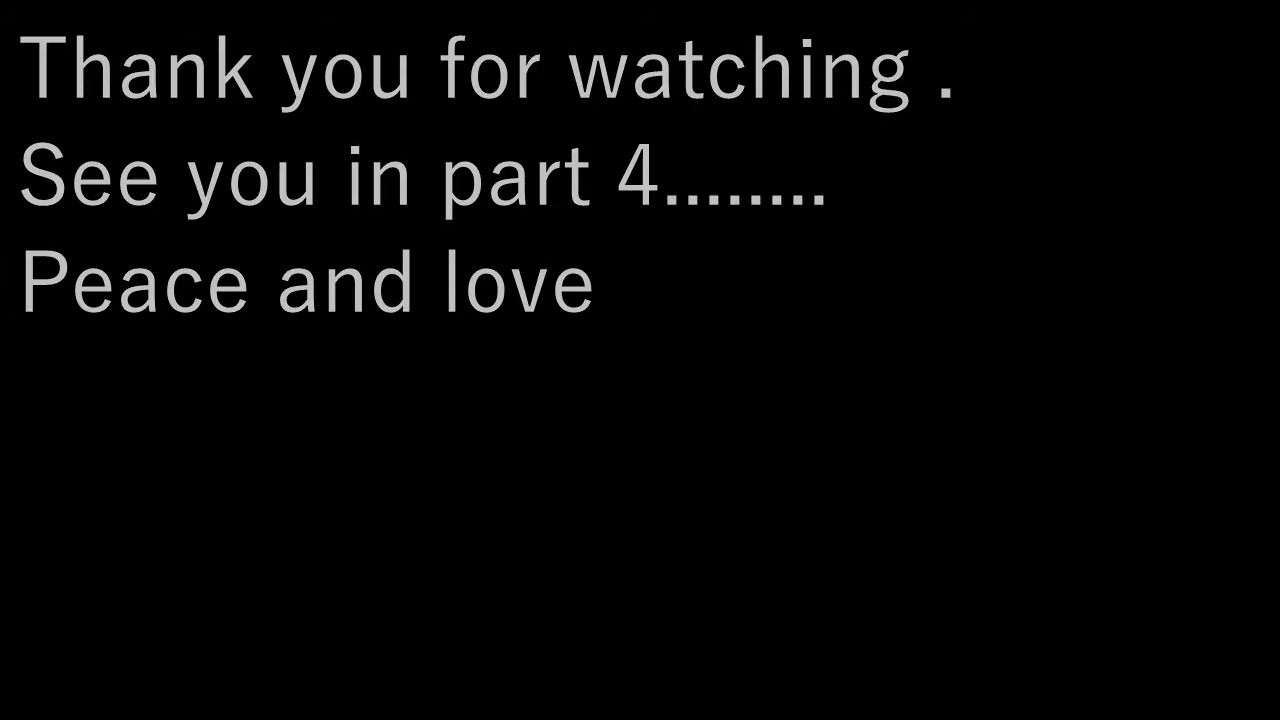 Thank you for watching .
See you in part 4........
Peace and love